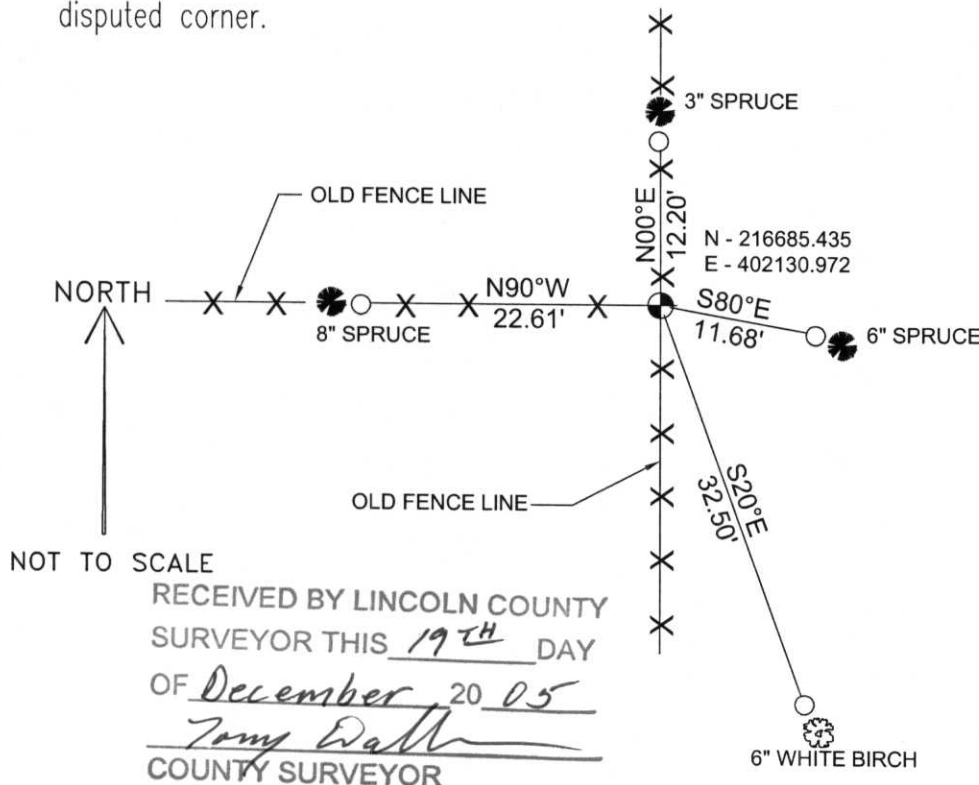 disputed corner.
3" SPRUCE
OLD FENCE LINE
N00°E
12.20'
N - 216685.435
E - 402130.972
NORTH
N90°W
22.61'
S80°E
11.68'
8" SPRUCE
6" SPRUCE
OLD FENCE LINE
S20°E
32.50'
NOT TO SCALE
RECEIVED BY LINCOLN COUNTY
SURVEYOR THIS 19TH DAY
OF December 20 05
Tony
COUNTY SURVEYOR
6" WHITE BIRCH